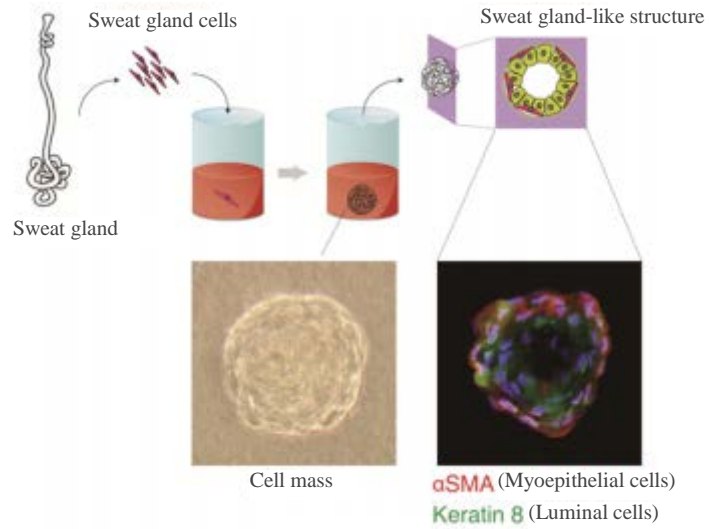 Sweat gland cells
Sweat gland-like structure
Sweat gland
Cell mass
αSMA (Myoepithelial cells)
Keratin 8 (Luminal cells)